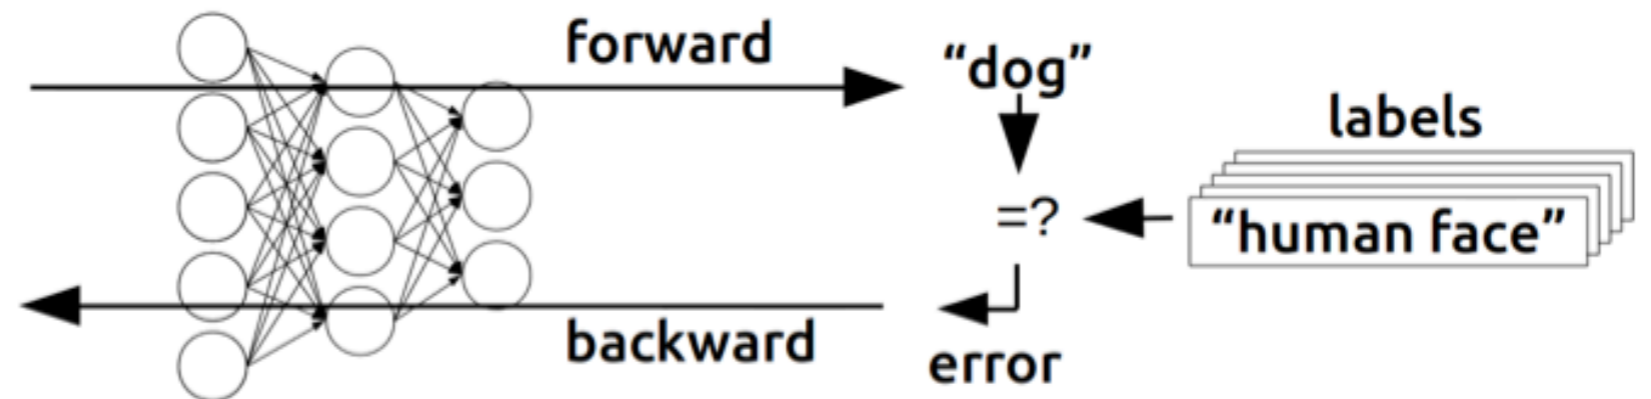 forward
“dog”
labels
=?
“human face”
backward
error